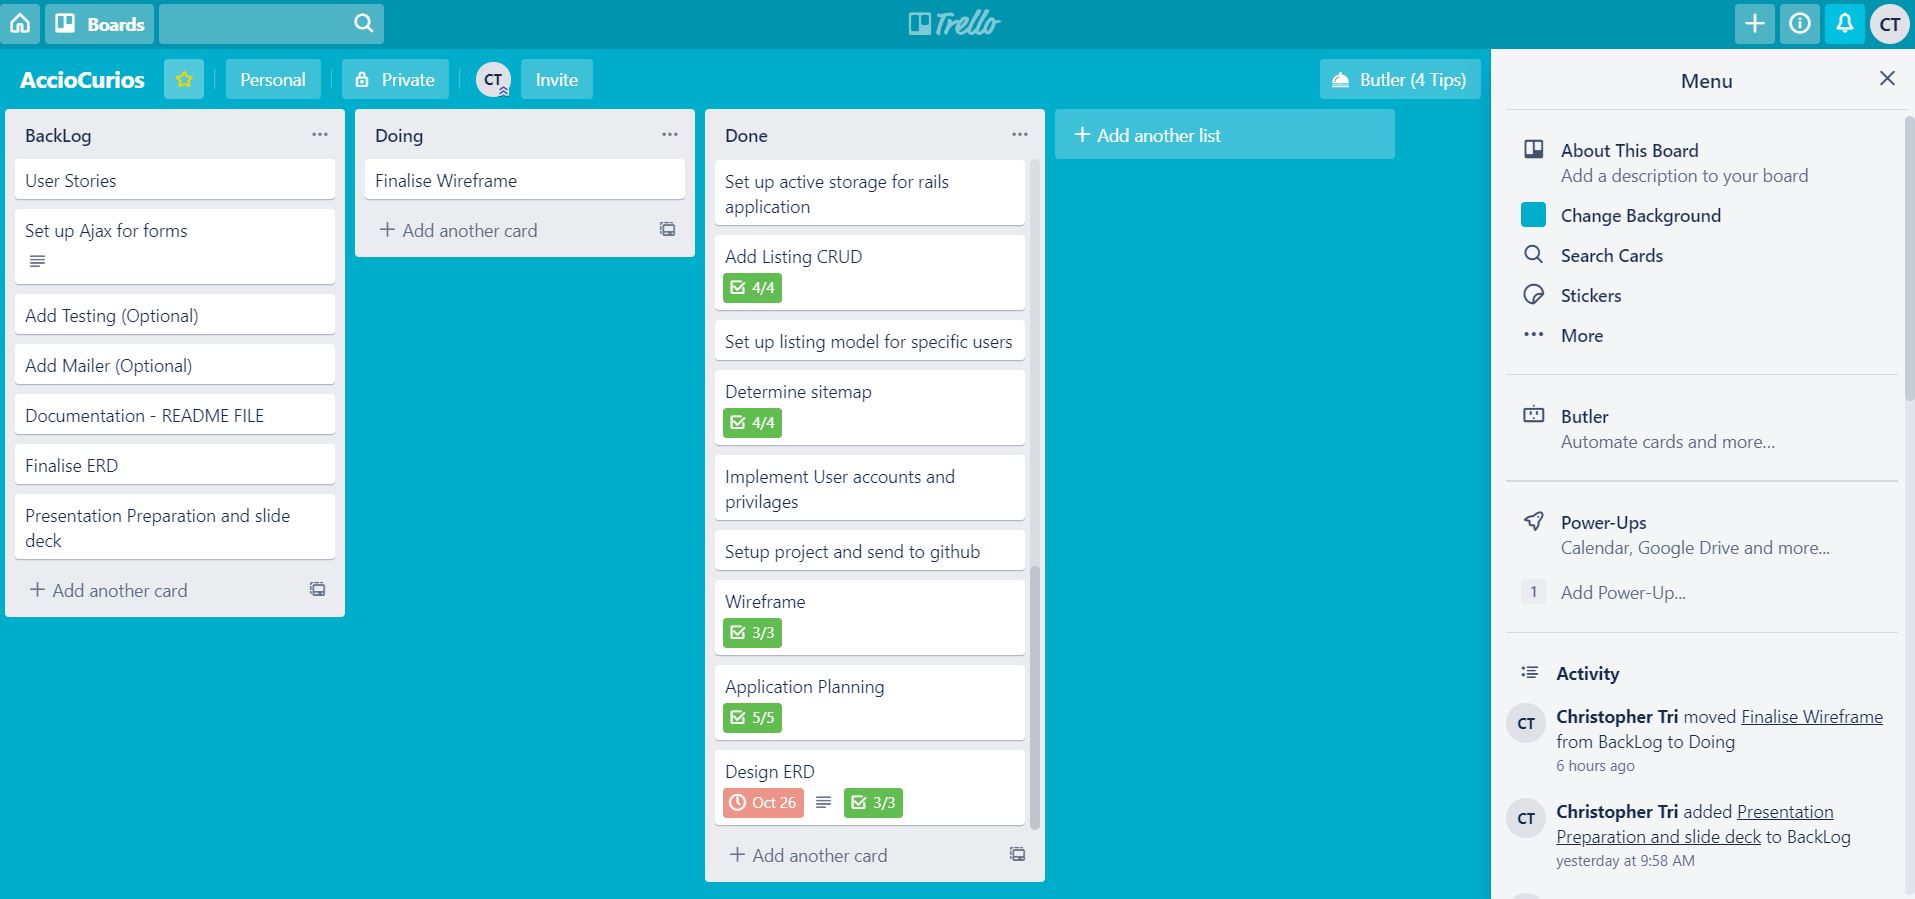 Boards
Trello
CT
AccioCurios
Personal
Private
CT
Invite
Butler (4 Tips)
BackLog
User Stories
Set up Ajax for forms
Add Testing (Optional)
Add Mailer (Optional)
Documentation - README FILE
Finalise ERD
Presentation Preparation and slide
deck
+ Add another card
Doing
Finalise Wireframe
+ Add another card
Done
Set up active storage for rails
application
Add Listing CRUD
4/4
Set up listing model for specific users
Determine sitemap
4/4
Implement User accounts and
privilages
Setup project and send to github
Wireframe
3/3
Application Planning
5/5
Design ERD
Oct 26
3/3
+ Add another card
+ Add another list
Menu
About This Board
Add a description to your board
Change Background
Search Cards
Stickers
More
Butler
Automate cards and more...
Power-Ups
Calendar, Google Drive and more...
1
Add Power-Up...
Activity
CT
Christopher Tri moved Finalise Wireframe
from BackLog to Doing
6 hours ago
CT
Christopher Tri added Presentation
Preparation and slide deck to BackLog
yesterday at 9:58 AM